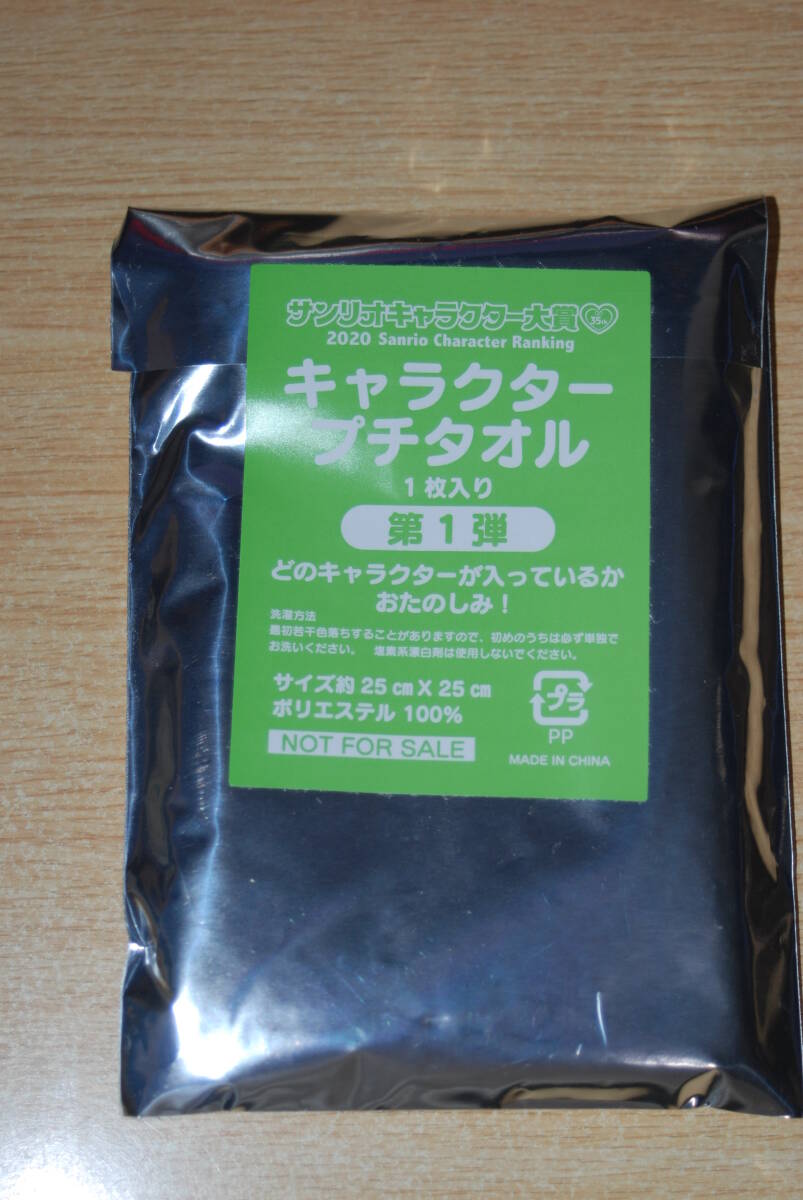 サンリオキャラクター大賞
35th
2020 Sanrio Character Ranking
キャラクター
プチタオル
1枚入り
第1弾
どのキャラクターが入っているか
おたのしみ！
洗濯方法
最初若干色落ちすることがありますので、初めのうちは必ず単独で
お洗いください。　塩素系漂白剤は使用しないでください。
サイズ約25cm X 25cm
ポリエステル 100%
プラ
PP
NOT FOR SALE
MADE IN CHINA